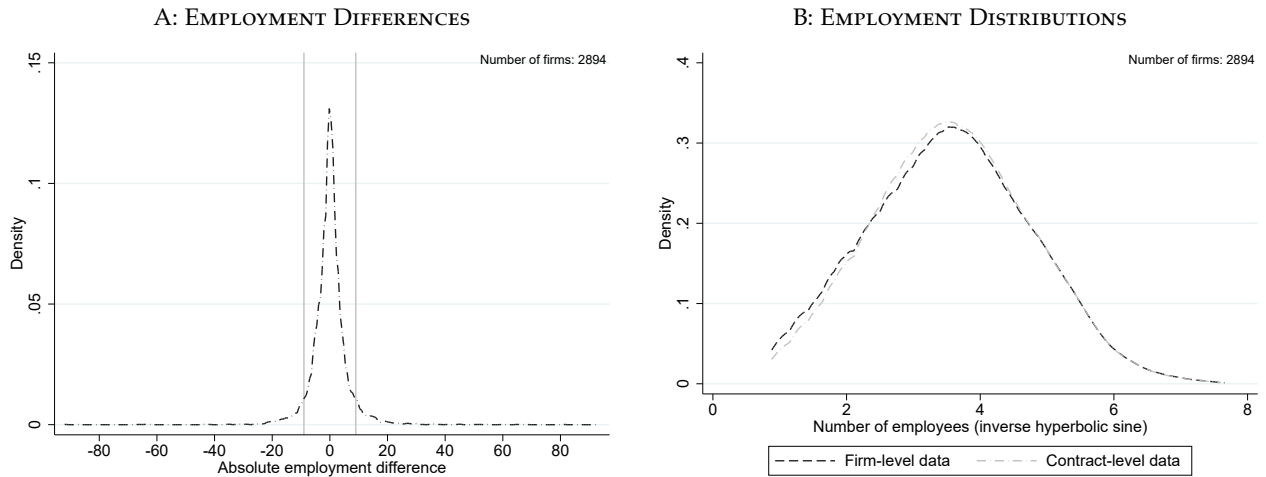 A: EMPLOYMENT DIFFERENCES
Number of firms: 2894
Density
.15
.1
.05
0
-80 -60 -40 -20 0 20 40 60 80
Absolute employment difference
B: EMPLOYMENT DISTRIBUTIONS
Number of firms: 2894
Density
.4
.3
.2
.1
0
0 2 4 6 8
Number of employees (inverse hyperbolic sine)
Firm-level data Contract-level data